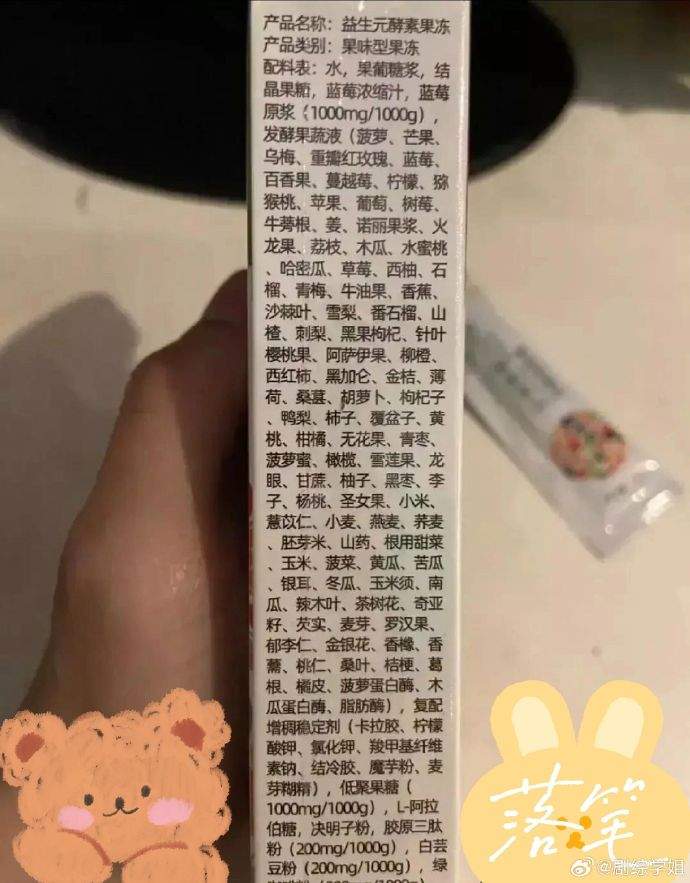 产品名称：益生元酵素果冻
产品类别：果味型果冻
配料表：水，果葡糖浆，结
晶果糖，蓝莓浓缩汁，蓝莓
原浆（1000mg/1000g），
发酵果蔬液（菠萝、芒果、
乌梅、重瓣红玫瑰、蓝莓、
百香果、蔓越莓、柠檬、猕
猴桃、苹果、葡萄、树莓、
牛蒡根、姜、诺丽果浆、火
龙果、荔枝、木瓜、水蜜桃
、哈密瓜、草莓、西柚、石
榴、青梅、牛油果、香蕉、
沙棘叶、雪梨、番石榴、山
楂、刺梨、黑果枸杞、针叶
樱桃果、阿萨伊果、柳橙、
西红柿、黑加仑、金桔、薄
荷、桑葚、胡萝卜、枸杞子
、鸭梨、柿子、覆盆子、黄
桃、柑橘、无花果、青枣、
菠萝蜜、橄榄、雪莲果、龙
眼、甘蔗、柚子、黑枣、李
子、杨桃、圣女果、小米、
薏苡仁、小麦、燕麦、荞麦
、胚芽米、山药、根用甜菜
、玉米、菠菜、黄瓜、苦瓜
、银耳、冬瓜、玉米须、南
瓜、辣木叶、茶树花、奇亚
籽、芡实、麦芽、罗汉果、
郁李仁、金银花、香橼、香
薷、桃仁、桑叶、桔梗、葛
根、橘皮、菠萝蛋白酶、木
瓜蛋白酶、脂肪酶），复配
增稠稳定剂（卡拉胶、柠檬
酸钾、氯化钾、羧甲基纤维
素钠、结冷胶、魔芋粉、麦
芽糊精），低聚果糖（
1000mg/1000g），L-阿拉
伯糖，决明子粉，胶原三肽
粉（200mg/1000g），白芸
豆粉（200mg/1000g），绿
落笔
@剧综学姐